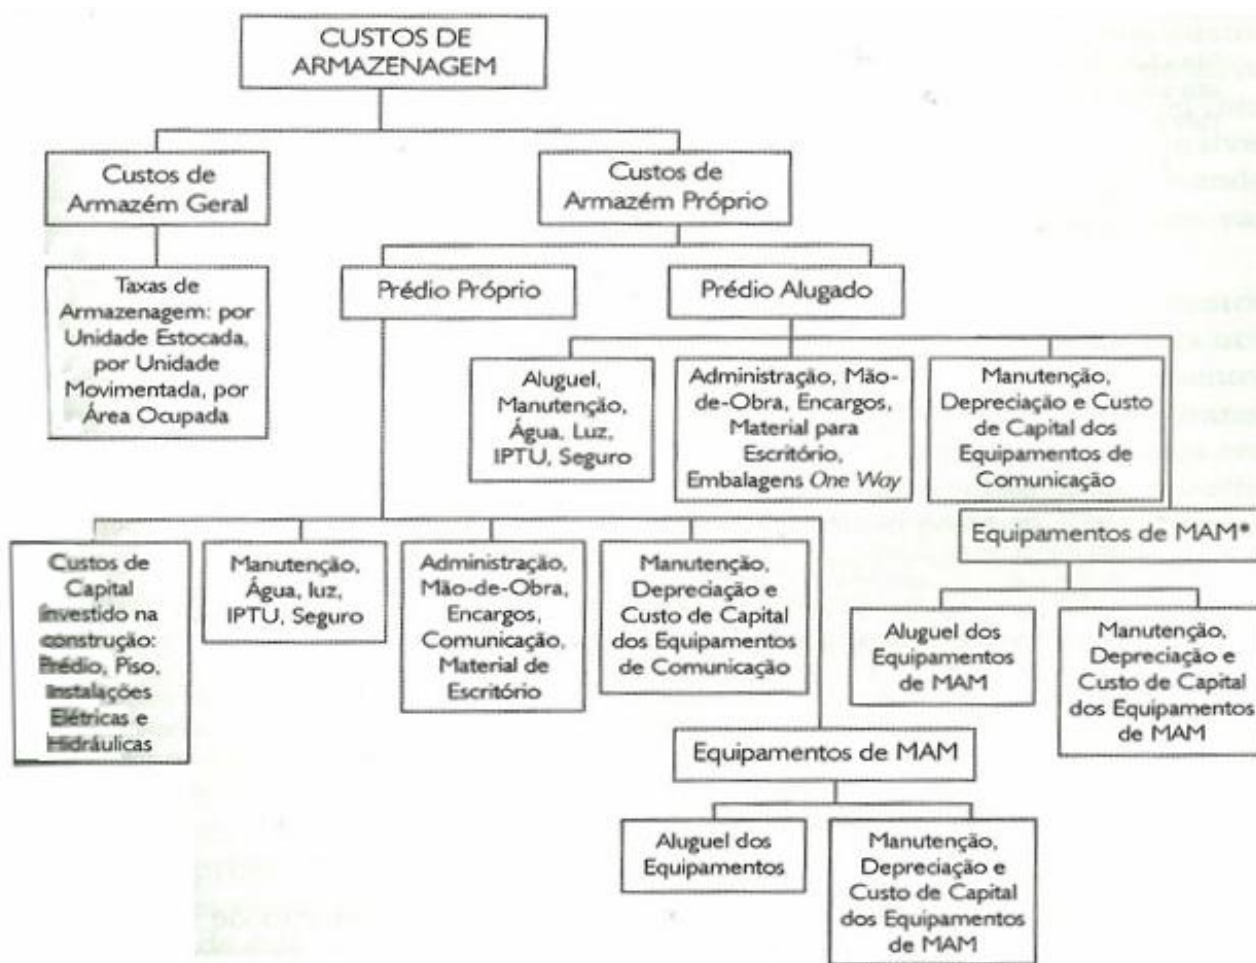 CUSTOS DE
ARMAZENAGEM
Custos de
Armazém Geral
Custos de
Armazém Próprio
Taxas de
Armazenagem: por
Unidade Estocada,
por Unidade
Movimentada, por
Área Ocupada
Prédio Próprio
Prédio Alugado
Aluguel,
Manutenção,
Água, Luz,
IPTU, Seguro
Administração, Mão-
de-Obra, Encargos,
Material para
Escritório,
Embalagens One Way
Manutenção,
Depreciação e Custo
de Capital dos
Equipamentos de
Comunicação
Equipamentos de MAM*
Aluguel dos
Equipamentos
de MAM
Manutenção,
Depreciação e
Custo de Capital
dos Equipamentos
de MAM
Custos de
Capital
investido na
construção:
Prédio, Piso,
Instalações
Elétricas e
Hidráulicas
Manutenção,
Água, luz,
IPTU, Seguro
Administração,
Mão-de-Obra,
Encargos,
Comunicação,
Material de
Escritório
Manutenção,
Depreciação e
Custo de Capital
dos Equipamentos
de Comunicação
Equipamentos de MAM
Aluguel dos
Equipamentos
Manutenção,
Depreciação e
Custo de Capital
dos Equipamentos
de MAM